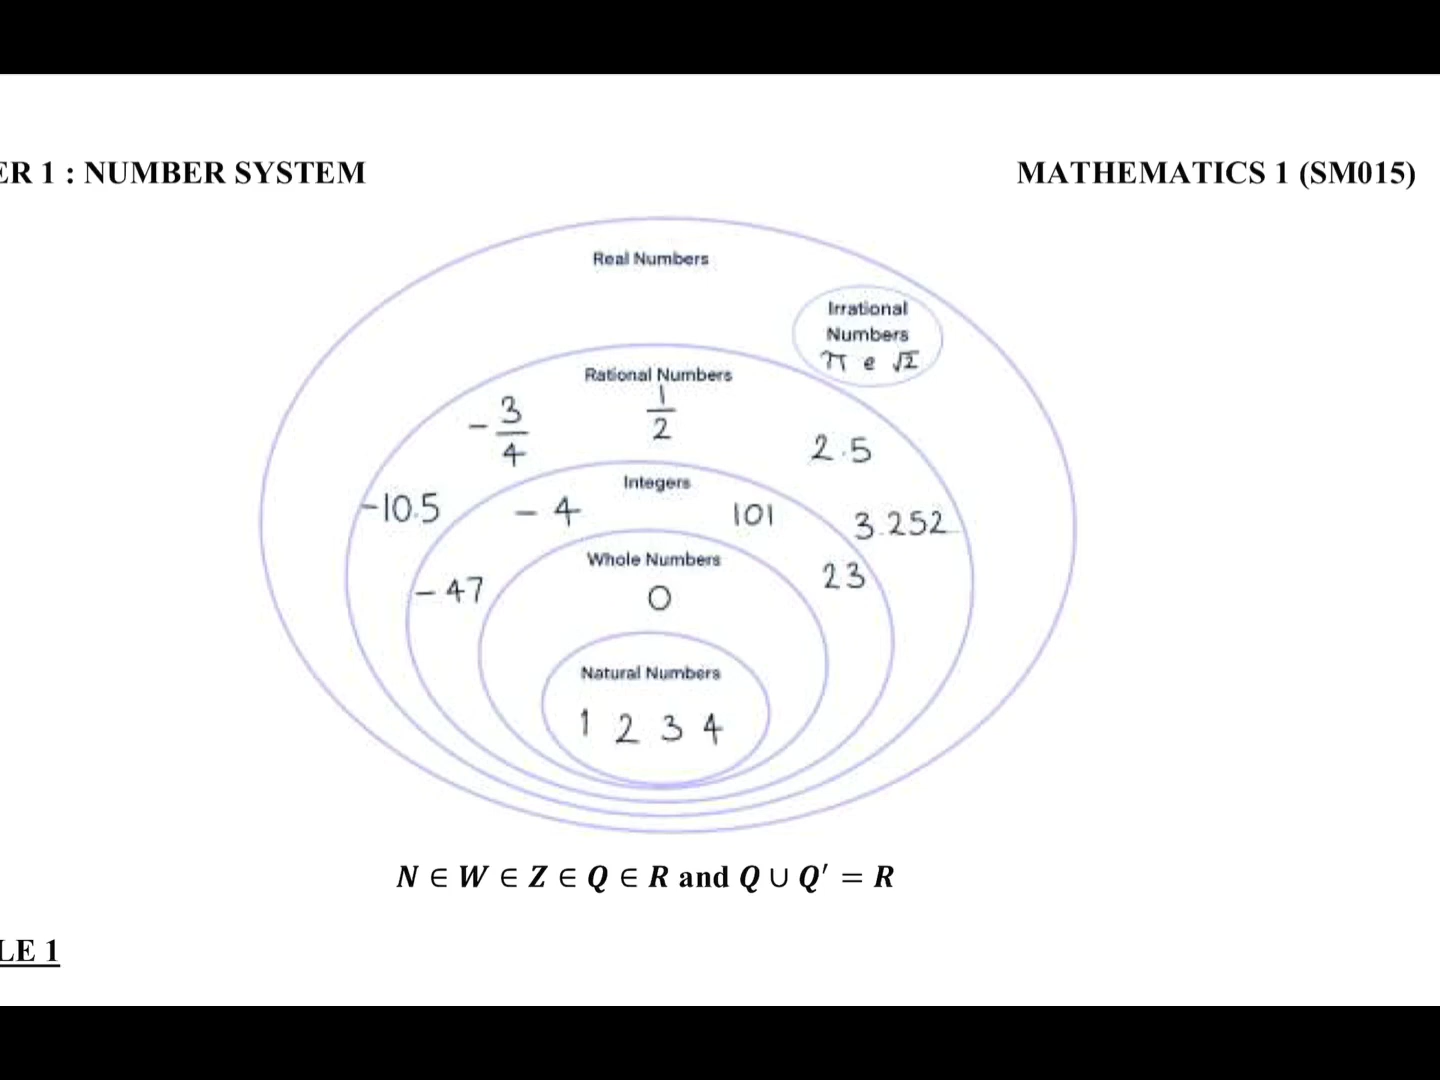 ER 1 : NUMBER SYSTEM
MATHEMATICS 1 (SM015)
Real Numbers
Irrational
Numbers
π e √2
Rational Numbers
-3/4
1/2
2.5
Integers
-10.5
- 4
101
3.252
Whole Numbers
-47
0
23
Natural Numbers
1 2 3 4
N ∈ W ∈ Z ∈ Q ∈ R and Q ∪ Q′ = R
LE 1